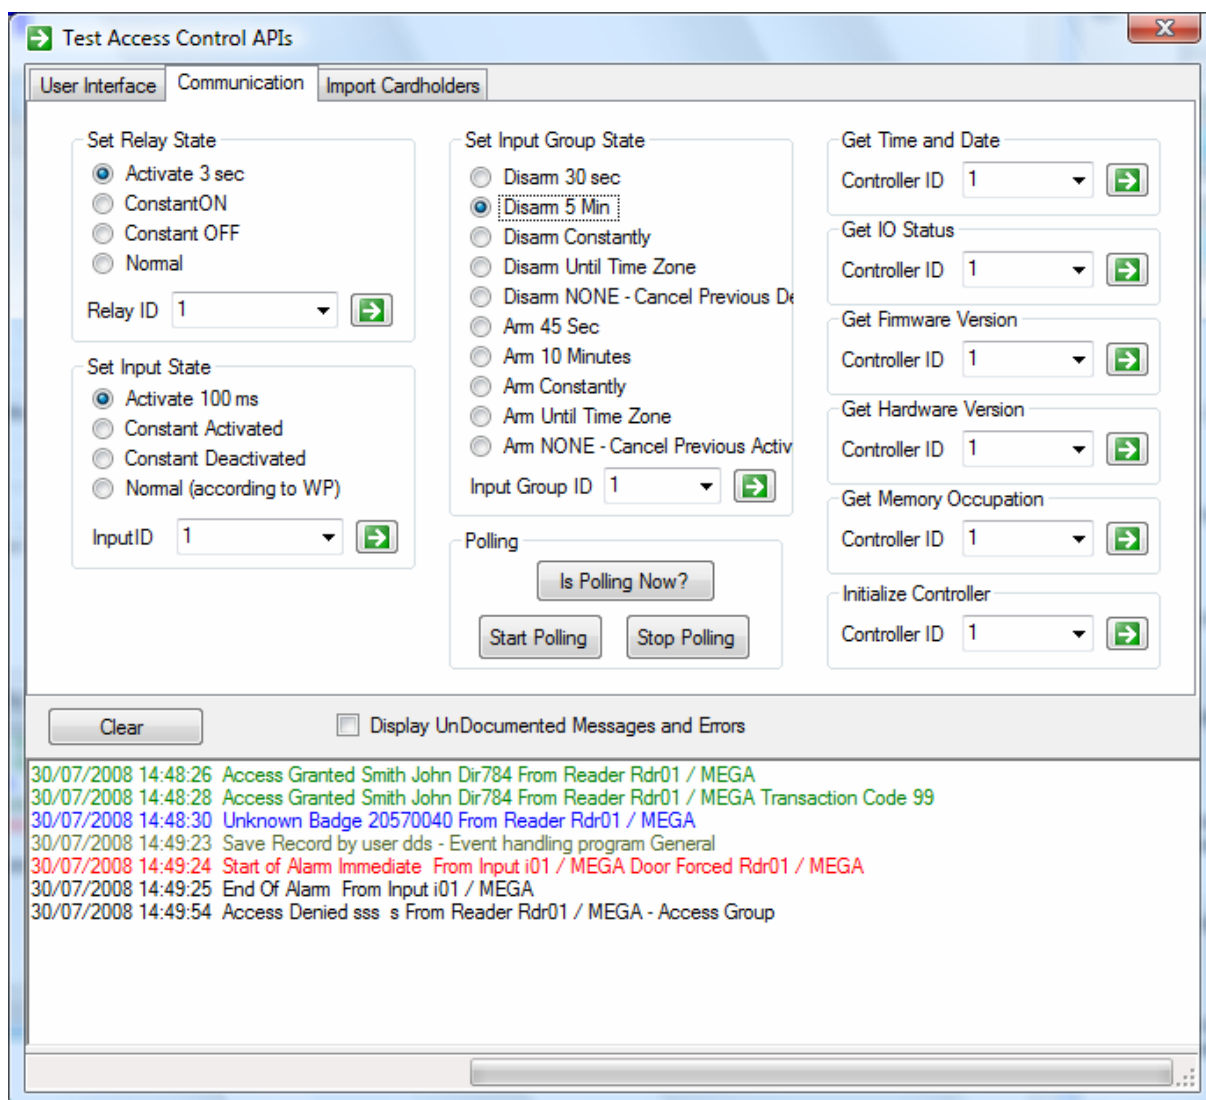 Test Access Control APIs
User Interface
Communication
Import Cardholders
Set Relay State
Activate 3 sec
ConstantON
Constant OFF
Normal
Relay ID 1
Set Input State
Activate 100 ms
Constant Activated
Constant Deactivated
Normal (according to WP)
InputID 1
Set Input Group State
Disarm 30 sec
Disarm 5 Min
Disarm Constantly
Disarm Until Time Zone
Disarm NONE - Cancel Previous De
Arm 45 Sec
Arm 10 Minutes
Arm Constantly
Arm Until Time Zone
Arm NONE - Cancel Previous Activ
Input Group ID 1
Polling
Is Polling Now?
Start Polling
Stop Polling
Get Time and Date
Controller ID 1
Get IO Status
Controller ID 1
Get Firmware Version
Controller ID 1
Get Hardware Version
Controller ID 1
Get Memory Occupation
Controller ID 1
Initialize Controller
Controller ID 1
Clear
Display UnDocumented Messages and Errors
30/07/2008 14:48:26 Access Granted Smith John Dir784 From Reader Rdr01 / MEGA
30/07/2008 14:48:28 Access Granted Smith John Dir784 From Reader Rdr01 / MEGA Transaction Code 99
30/07/2008 14:48:30 Unknown Badge 20570040 From Reader Rdr01 / MEGA
30/07/2008 14:49:23 Save Record by user dds - Event handling program General
30/07/2008 14:49:24 Start of Alarm Immediate From Input i01 / MEGA Door Forced Rdr01 / MEGA
30/07/2008 14:49:25 End Of Alarm From Input i01 / MEGA
30/07/2008 14:49:54 Access Denied sss s From Reader Rdr01 / MEGA - Access Group